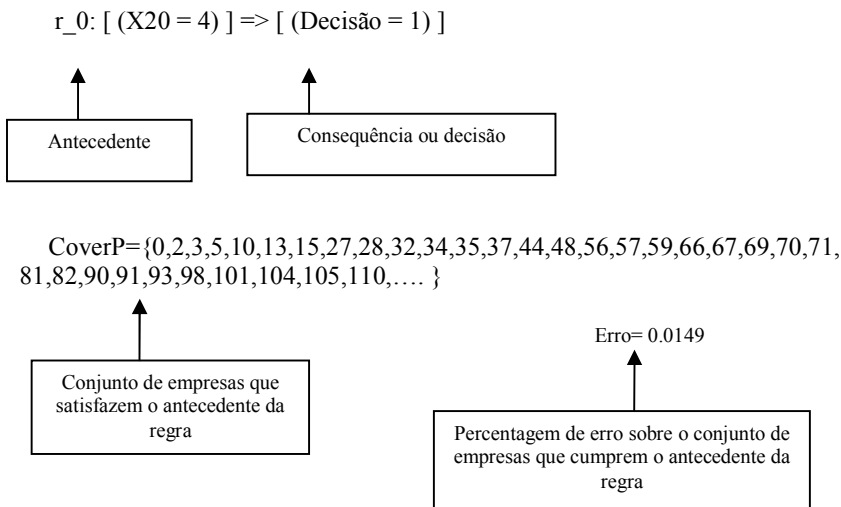 r_0: [ (X20 = 4) ] => [ (Decisão = 1) ]
Antecedente
Consequência ou decisão
CoverP={0,2,3,5,10,13,15,27,28,32,34,35,37,44,48,56,57,59,66,67,69,70,71,
81,82,90,91,93,98,101,104,105,110,…. }
Erro= 0.0149
Conjunto de empresas que
satisfazem o antecedente da
regra
Percentagem de erro sobre o conjunto de
empresas que cumprem o antecedente da
regra